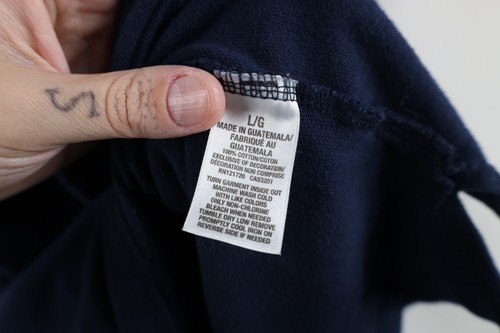 L/G
MADE IN GUATEMALA/
FABRIQUÉ AU
GUATEMALA
100% COTTON/COTON
EXCLUSIVE OF DECORATION/
DÉCORATION NON COMPRISE
RN121726 CA53201
TURN GARMENT INSIDE OUT
MACHINE WASH COLD
WITH LIKE COLORS
ONLY NON-CHLORINE
BLEACH WHEN NEEDED
TUMBLE DRY LOW REMOVE
PROMPTLY COOL IRON ON
REVERSE SIDE IF NEEDED